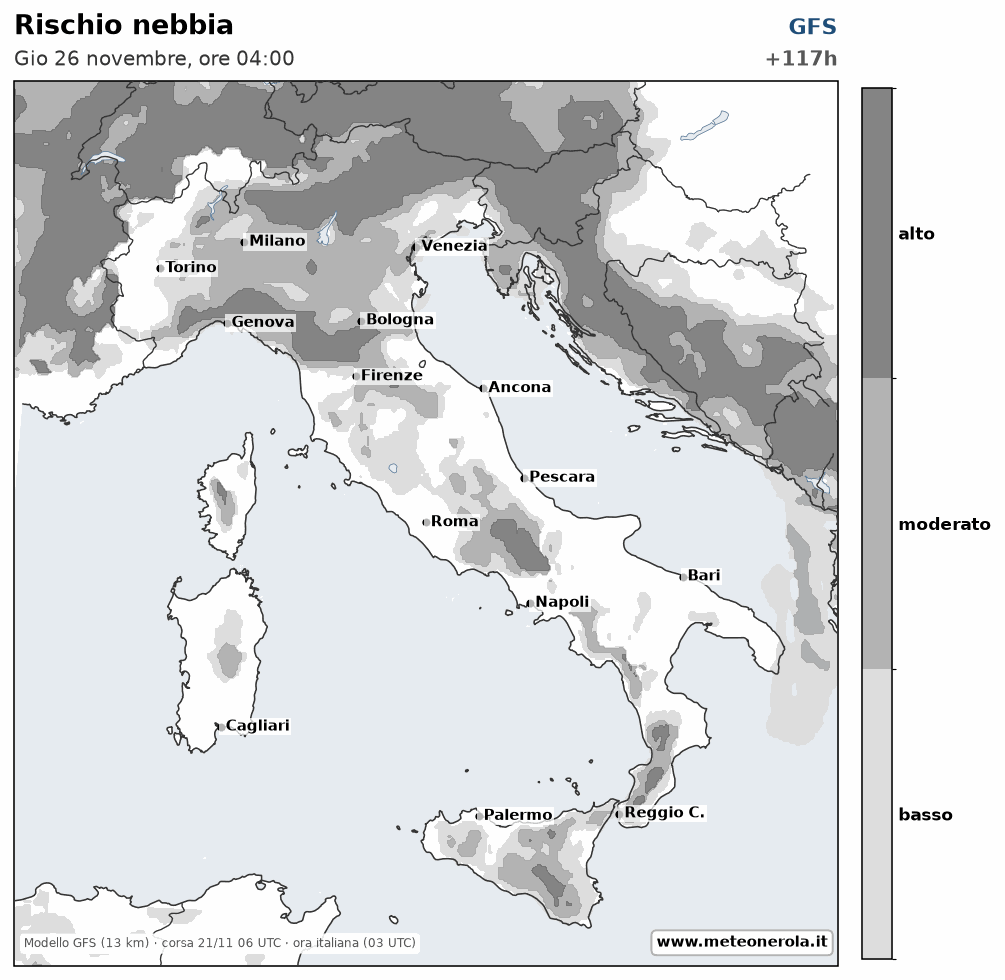 Rischio nebbia
GFS
Gio 26 novembre, ore 04:00
+117h
alto
moderato
basso
Milano
Venezia
Torino
Genova
Bologna
Firenze
Ancona
Pescara
Roma
Bari
Napoli
Cagliari
Palermo
Reggio C.
Modello GFS (13 km) · corsa 21/11 06 UTC · ora italiana (03 UTC)
www.meteonerola.it